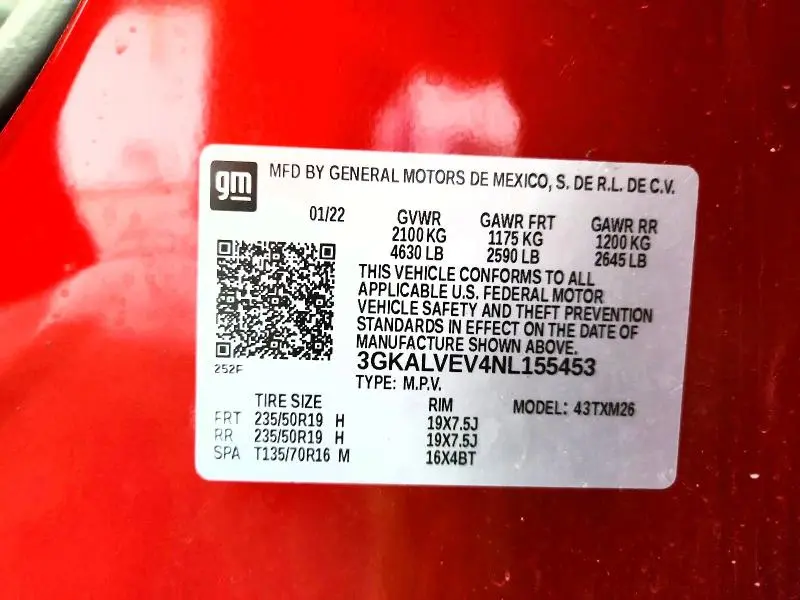 gm
MFD BY GENERAL MOTORS DE MEXICO, S. DE R.L. DE C.V.
01/22 GVWR GAWR FRT GAWR RR
2100 KG 1175 KG 1200 KG
4630 LB 2590 LB 2645 LB
THIS VEHICLE CONFORMS TO ALL
APPLICABLE U.S. FEDERAL MOTOR
VEHICLE SAFETY AND THEFT PREVENTION
STANDARDS IN EFFECT ON THE DATE OF
MANUFACTURE SHOWN ABOVE.
252F
3GKALVEV4NL155453
TYPE: M.P.V.
TIRE SIZE RIM MODEL: 43TXM26
FRT 235/50R19 H 19X7.5J
RR 235/50R19 H 19X7.5J
SPA T135/70R16 M 16X4BT